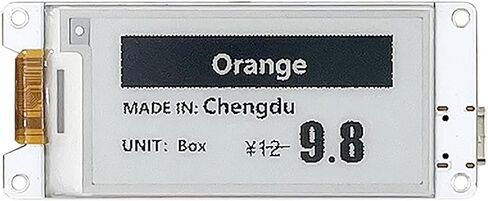 Orange
MADE IN: Chengdu
UNIT: Box ¥12 9.8